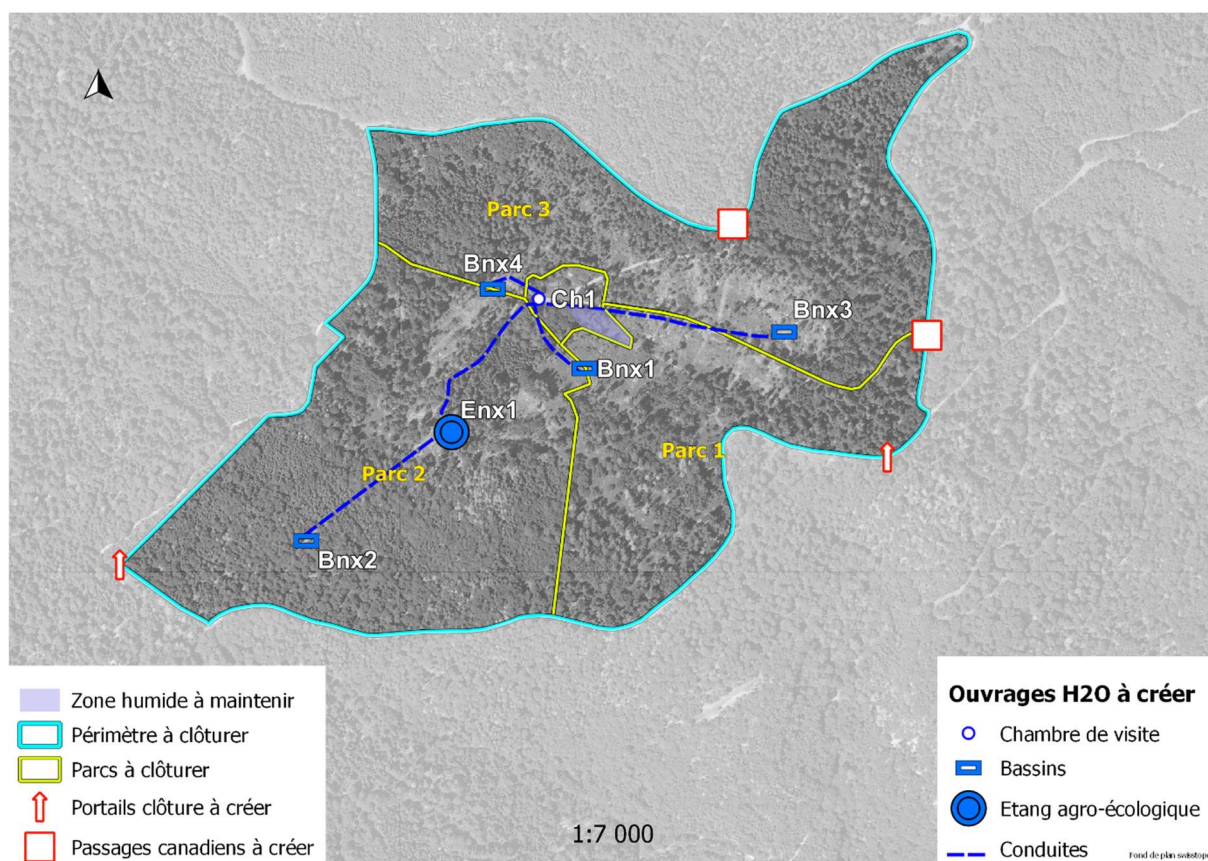 Parc 3
Bnx4
Ch1
Bnx3
Bnx1
Enx1
Parc 1
Parc 2
Bnx2
Zone humide à maintenir
Périmètre à clôturer
Parcs à clôturer
Portails clôture à créer
Passages canadiens à créer
1:7 000
Ouvrages H2O à créer
Chambre de visite
Bassins
Etang agro-écologique
Conduites
Fond de plan swisstopo